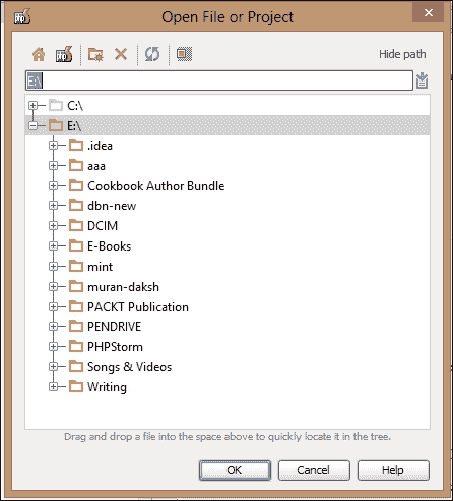 Open File or Project
Hide path
E:\
C:\
E:\
.idea
aaa
Cookbook Author Bundle
dbn-new
DCIM
E-Books
mint
muran-daksh
PACKT Publication
PENDRIVE
PHPStorm
Songs & Videos
Writing
Drag and drop a file into the space above to quickly locate it in the tree.
OK
Cancel
Help